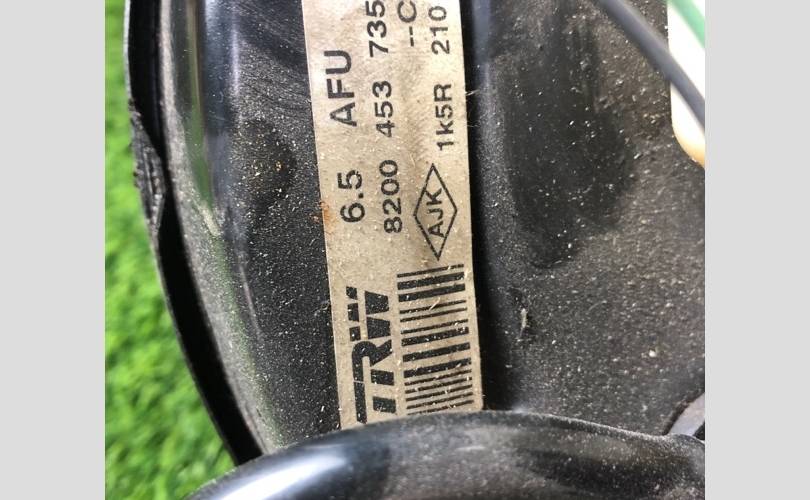 TRW
6.5 AFU
8200 453 735
--C
AJK
1k5R 210